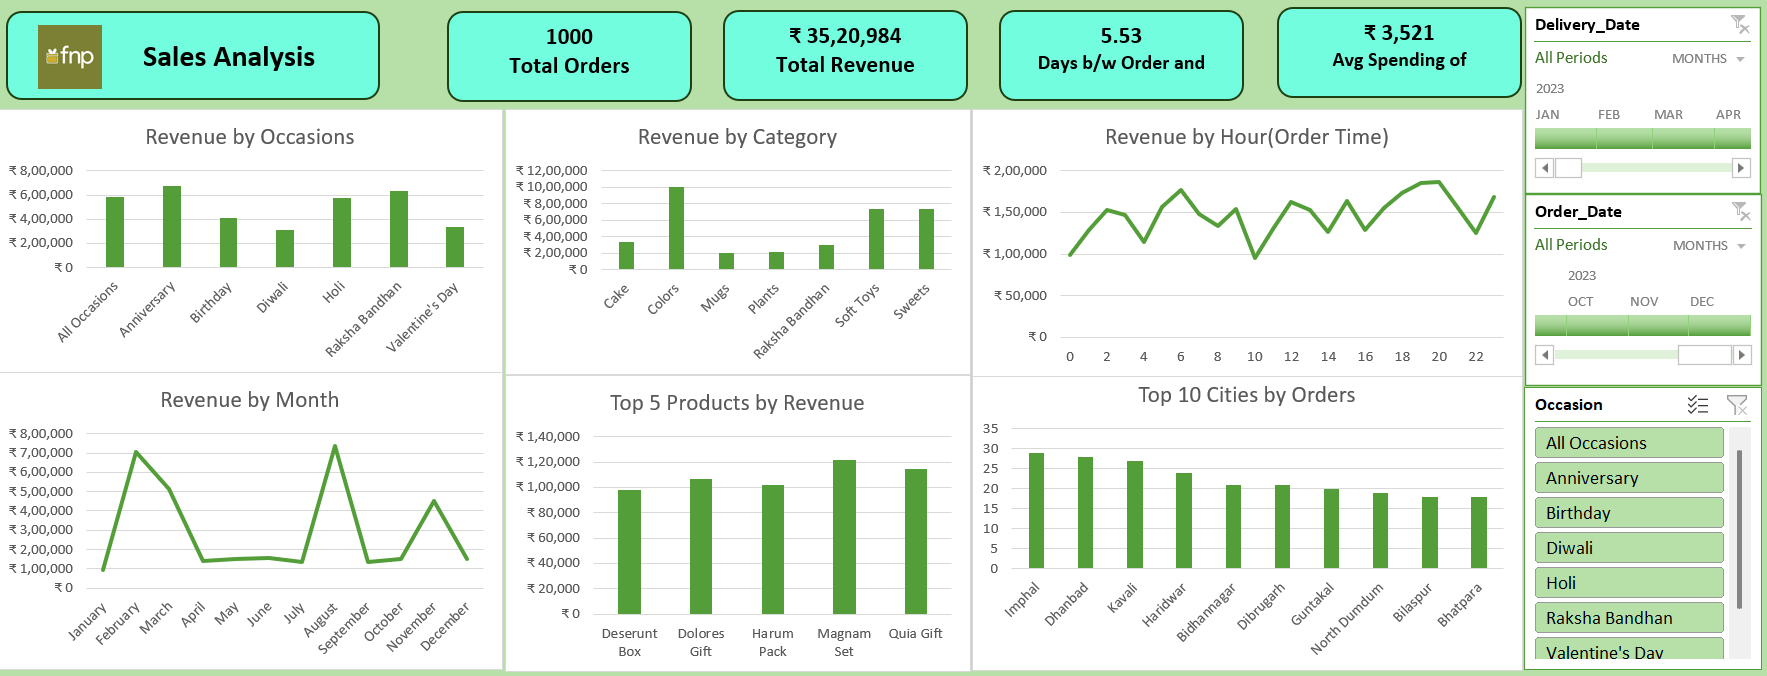 fnp
Sales Analysis
1000
Total Orders
₹ 35,20,984
Total Revenue
5.53
Days b/w Order and
₹ 3,521
Avg Spending of
Delivery_Date
All Periods
MONTHS
2023
JAN FEB MAR APR
Order_Date
All Periods
MONTHS
2023
OCT NOV DEC
Occasion
All Occasions
Anniversary
Birthday
Diwali
Holi
Raksha Bandhan
Valentine's Day
Revenue by Occasions
₹ 8,00,000
₹ 6,00,000
₹ 4,00,000
₹ 2,00,000
₹ 0
All Occasions
Anniversary
Birthday
Diwali
Holi
Raksha Bandhan
Valentine's Day
Revenue by Category
₹ 12,00,000
₹ 10,00,000
₹ 8,00,000
₹ 6,00,000
₹ 4,00,000
₹ 2,00,000
₹ 0
Cake
Colors
Mugs
Plants
Raksha Bandhan
Soft Toys
Sweets
Revenue by Hour(Order Time)
₹ 2,00,000
₹ 1,50,000
₹ 1,00,000
₹ 50,000
₹ 0
0 2 4 6 8 10 12 14 16 18 20 22
Revenue by Month
₹ 8,00,000
₹ 7,00,000
₹ 6,00,000
₹ 5,00,000
₹ 4,00,000
₹ 3,00,000
₹ 2,00,000
₹ 1,00,000
₹ 0
January
February
March
April
May
June
July
August
September
October
November
December
Top 5 Products by Revenue
₹ 1,40,000
₹ 1,20,000
₹ 1,00,000
₹ 80,000
₹ 60,000
₹ 40,000
₹ 20,000
₹ 0
Deserunt Box
Dolores Gift
Harum Pack
Magnam Set
Quia Gift
Top 10 Cities by Orders
35
30
25
20
15
10
5
0
Imphal
Dhanbad
Kavali
Haridwar
Bidhannagar
Dibrugarh
Guntakal
North Dumdum
Bilaspur
Bhatpara